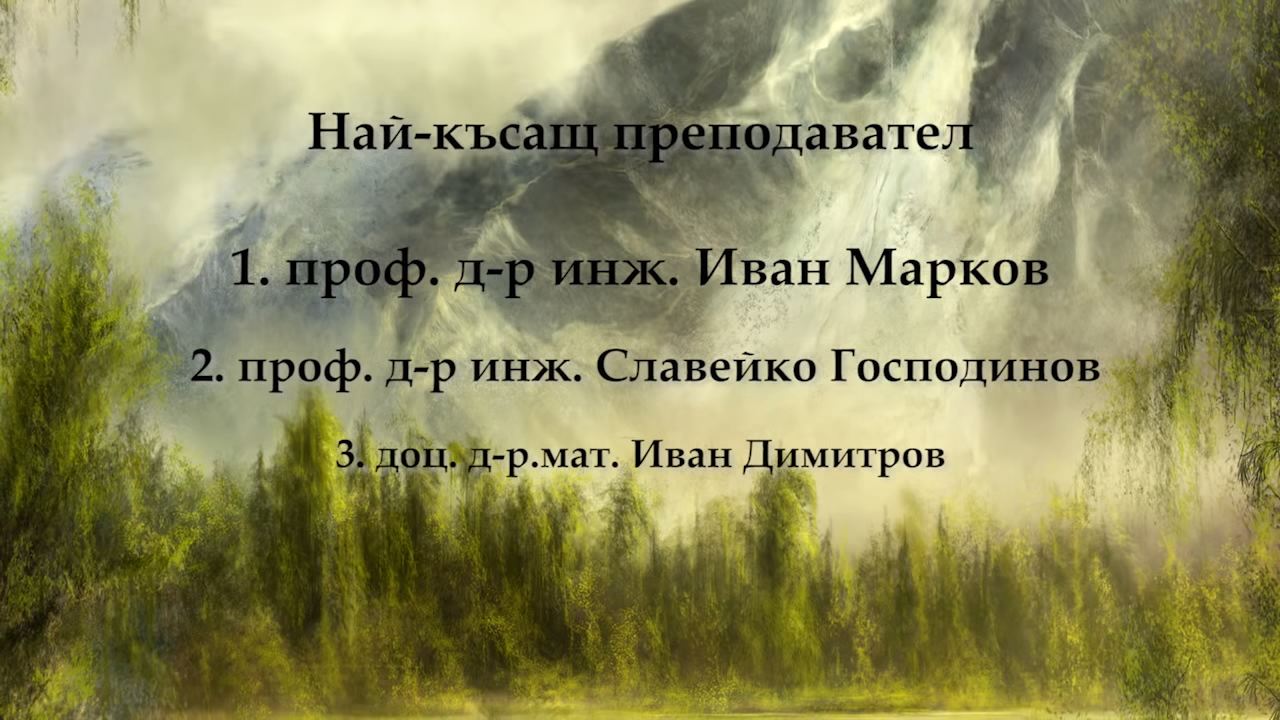 Най-късащ преподавател
1. проф. д-р инж. Иван Марков
2. проф. д-р инж. Славейко Господинов
3. доц. д-р.мат. Иван Димитров